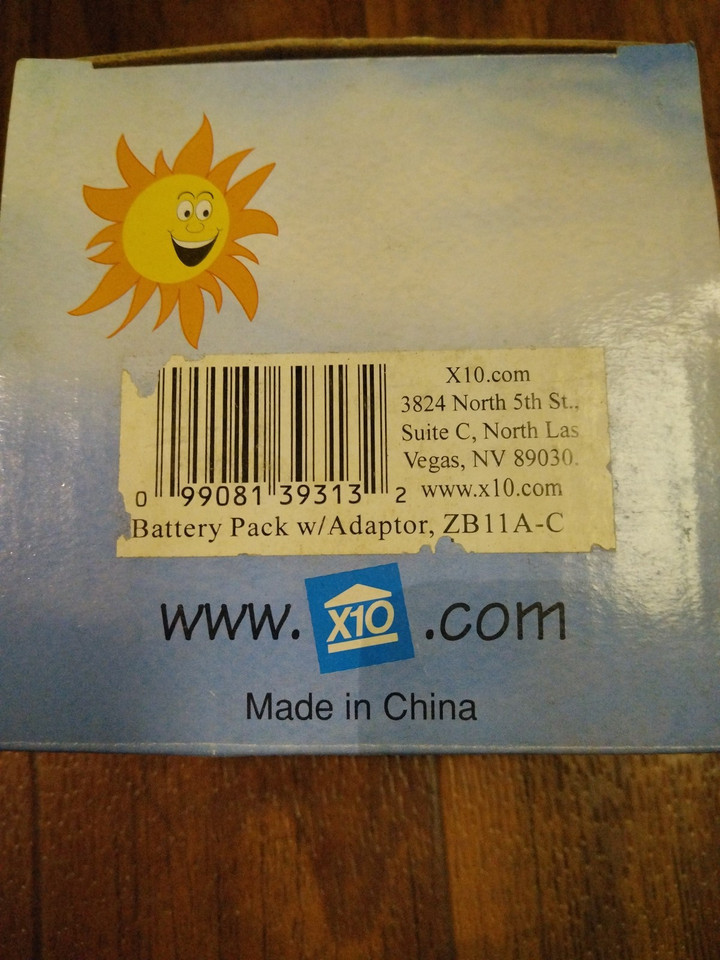 X10.com
3824 North 5th St.,
Suite C, North Las
Vegas, NV 89030.
www.x10.com
0 99081 39313 2
Battery Pack w/Adaptor, ZB11A-C
www.X10.com
Made in China